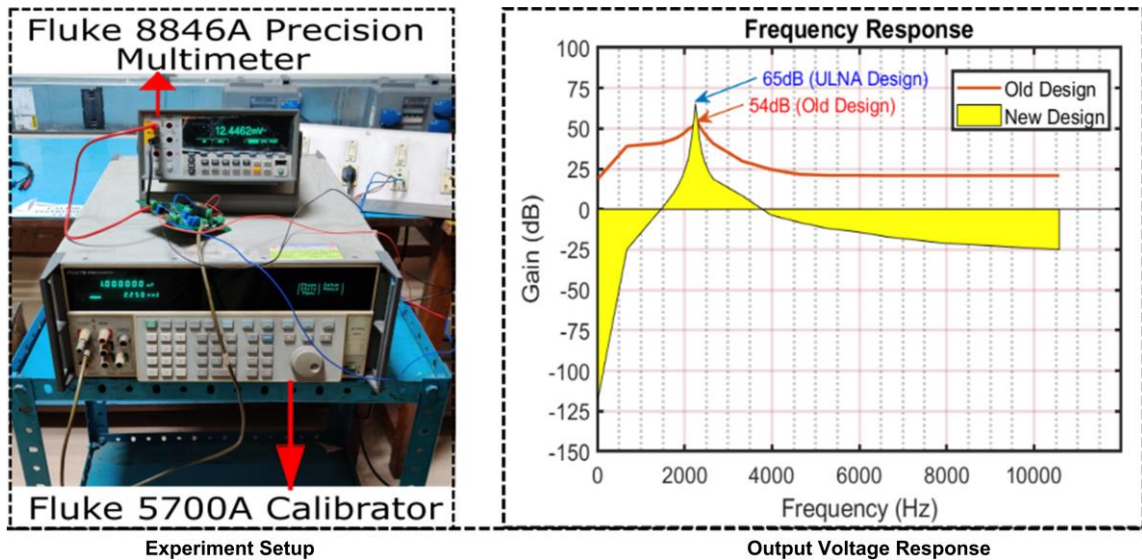 Fluke 8846A Precision
Multimeter
12.4462mV
Fluke 5700A Calibrator
Experiment Setup
Frequency Response
65dB (ULNA Design)
54dB (Old Design)
Old Design
New Design
Gain (dB)
100
75
50
25
0
-25
-50
-75
-100
-125
-150
0 2000 4000 6000 8000 10000
Frequency (Hz)
Output Voltage Response